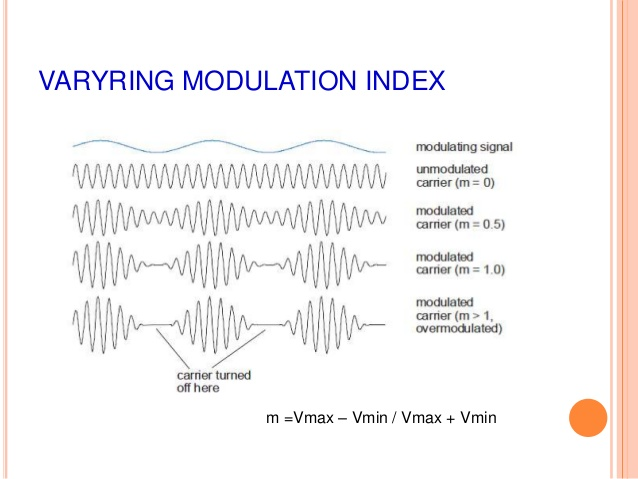 VARYRING MODULATION INDEX
modulating signal
unmodulated
carrier (m = 0)
modulated
carrier (m = 0.5)
modulated
carrier (m = 1.0)
modulated
carrier (m > 1,
overmodulated)
carrier turned
off here
m =Vmax – Vmin / Vmax + Vmin